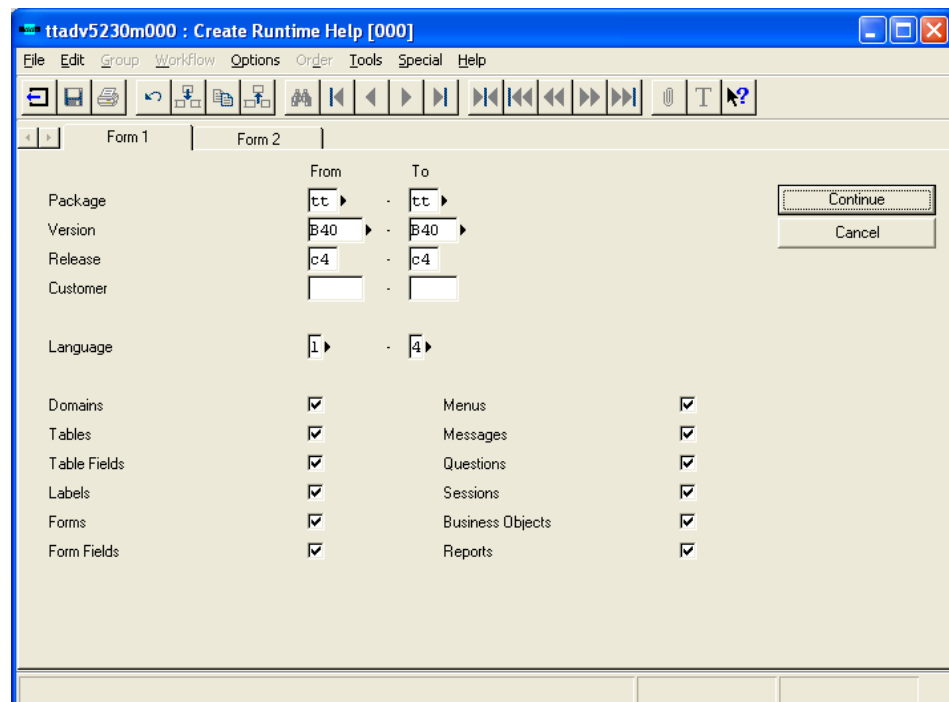 ttadv5230m000 : Create Runtime Help [000]
File Edit Group Workflow Options Order Tools Special Help
T ?
Form 1 Form 2
From To
Package tt - tt Continue
Version B40 - B40 Cancel
Release c4 - c4
Customer -
Language 1 - 4
Domains Menus
Tables Messages
Table Fields Questions
Labels Sessions
Forms Business Objects
Form Fields Reports